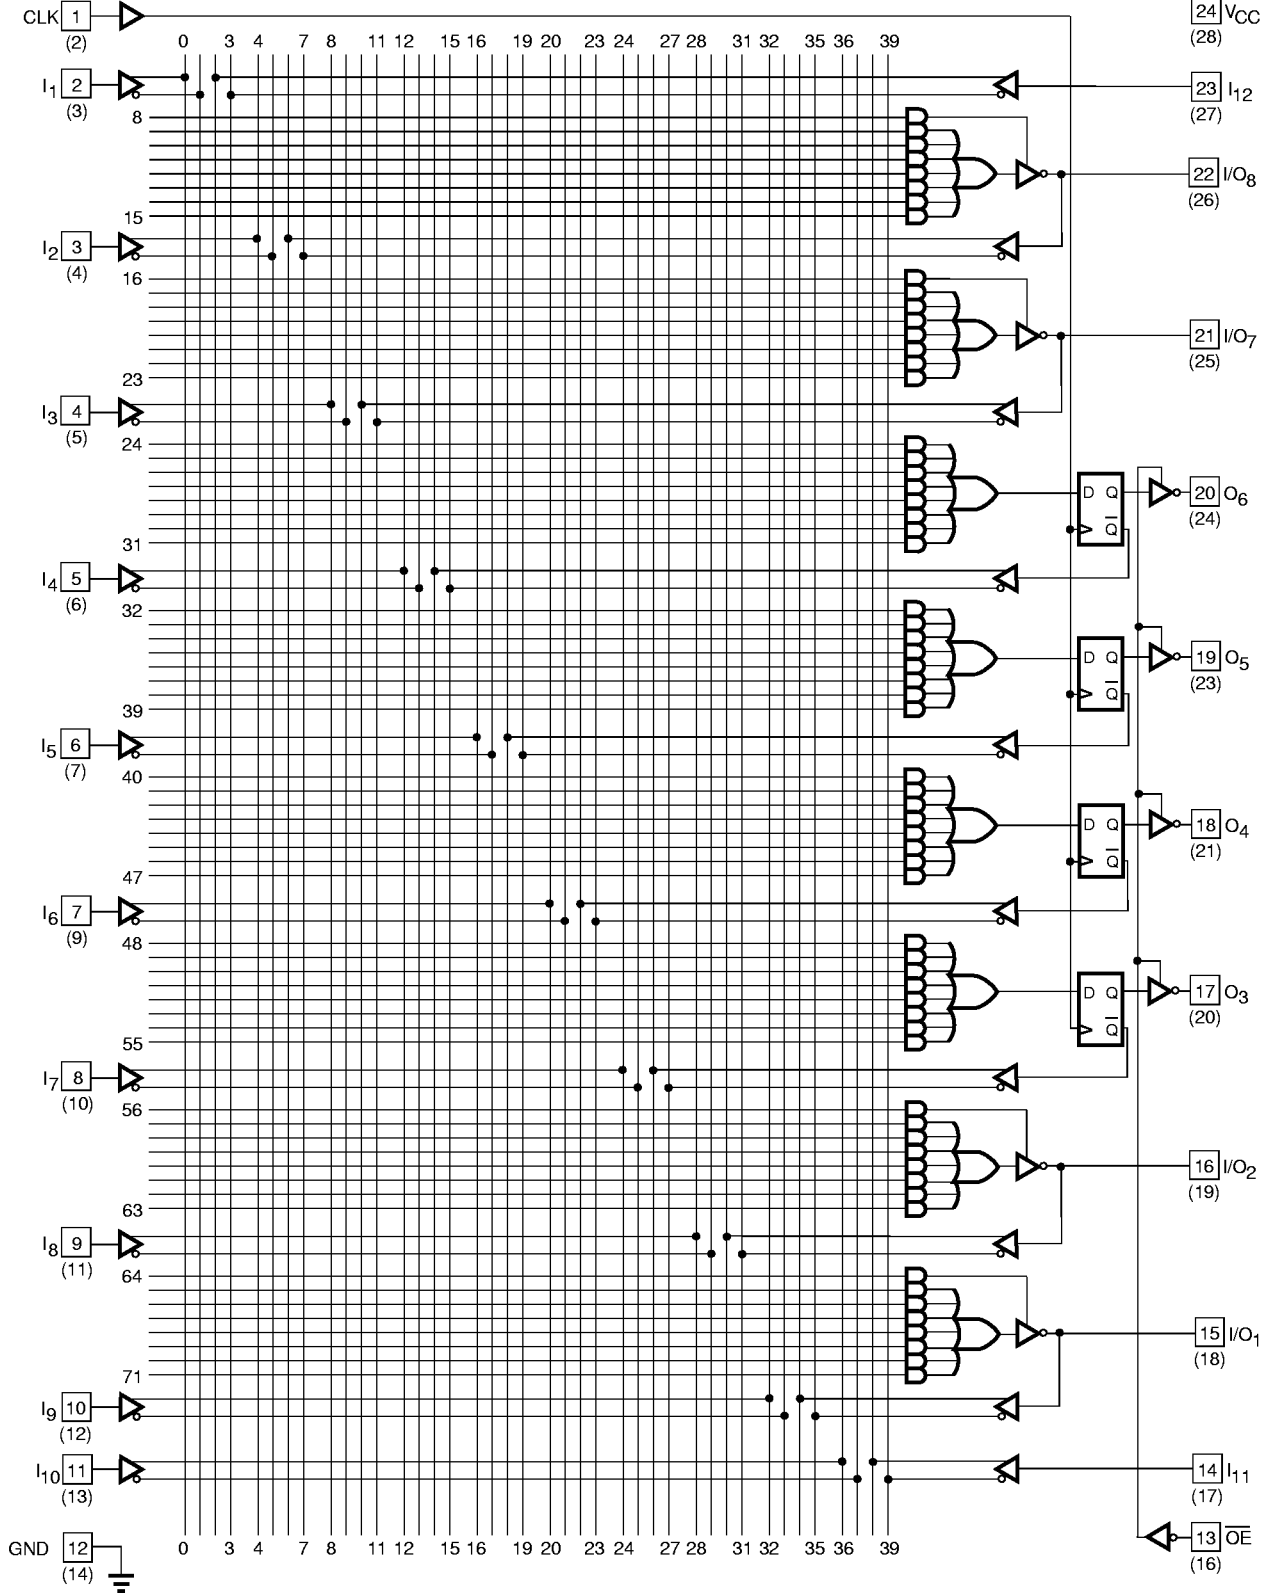 CLK 1 24 VCC
(2) (28)
0 3 4 7 8 11 12 15 16 19 20 23 24 27 28 31 32 35 36 39
I1 2 23 I12
(3) (27)
8
22 I/O8
(26)
15
I2 3
(4)
16
21 I/O7
(25)
23
I3 4
(5)
24
D Q 20 O6
(24)
Q
31
I4 5
(6)
32
D Q 19 O5
(23)
Q
39
I5 6
(7)
40
D Q 18 O4
(21)
Q
47
I6 7
(9)
48
D Q 17 O3
(20)
Q
55
I7 8
(10)
56
16 I/O2
(19)
63
I8 9
(11)
64
15 I/O1
(18)
71
I9 10
(12)
I10 11 14 I11
(13) (17)
13 OE
(16)
GND 12 0 3 4 7 8 11 12 15 16 19 20 23 24 27 28 31 32 35 36 39
(14)